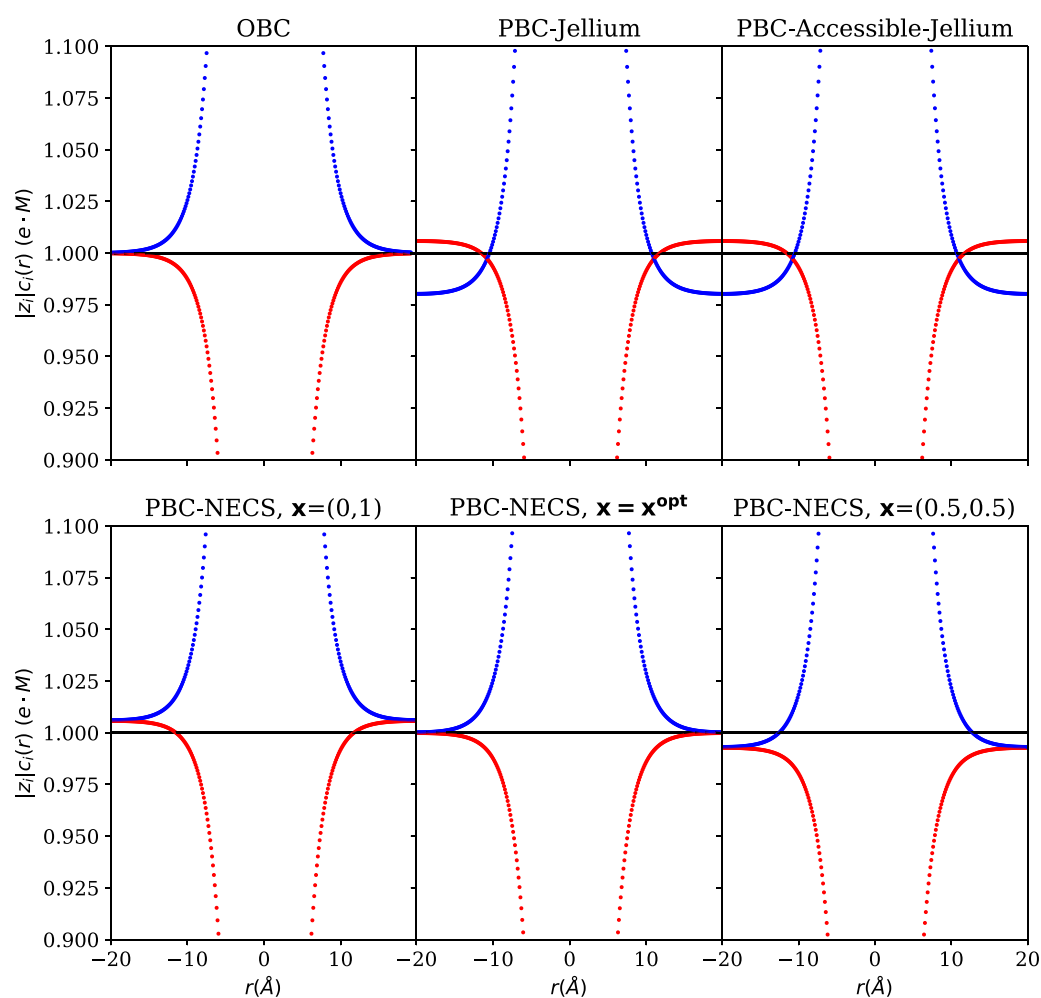 OBC
PBC-Jellium
PBC-Accessible-Jellium
1.100
1.075
1.050
1.025
1.000
0.975
0.950
0.925
0.900
|z_i|c_i(r) (e · M)
PBC-NECS, x=(0,1)
PBC-NECS, x = x^opt
PBC-NECS, x=(0.5,0.5)
1.100
1.075
1.050
1.025
1.000
0.975
0.950
0.925
0.900
|z_i|c_i(r) (e · M)
−20 −10 0 10 −20 −10 0 10 −20 −10 0 10 20
r(Å) r(Å) r(Å)